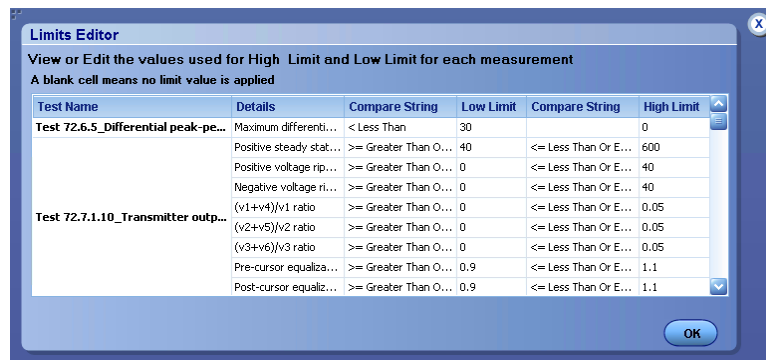 Limits Editor
View or Edit the values used for High Limit and Low Limit for each measurement
A blank cell means no limit value is applied
Test Name Details Compare String Low Limit Compare String High Limit
Test 72.6.5_Differential peak-pe... Maximum differenti... < Less Than 30 0
Positive steady stat... >= Greater Than O... 40 <= Less Than Or E... 600
Positive voltage rip... >= Greater Than O... 0 <= Less Than Or E... 40
Negative voltage ri... >= Greater Than O... 0 <= Less Than Or E... 40
(v1+v4)/v1 ratio >= Greater Than O... 0 <= Less Than Or E... 0.05
Test 72.7.1.10_Transmitter outp...
(v2+v5)/v2 ratio >= Greater Than O... 0 <= Less Than Or E... 0.05
(v3+v6)/v3 ratio >= Greater Than O... 0 <= Less Than Or E... 0.05
Pre-cursor equaliza... >= Greater Than O... 0.9 <= Less Than Or E... 1.1
Post-cursor equaliz... >= Greater Than O... 0.9 <= Less Than Or E... 1.1
OK